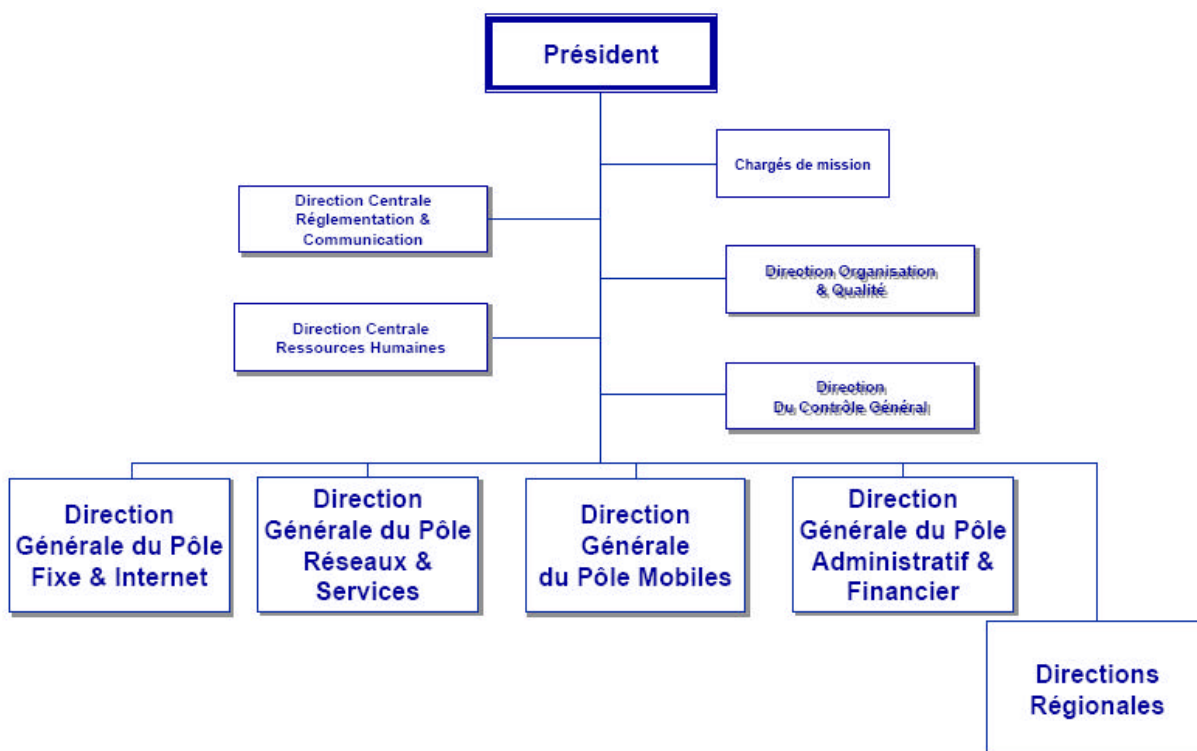 Président
Chargés de mission
Direction Centrale
Réglementation &
Communication
Direction Organisation
& Qualité
Direction Centrale
Ressources Humaines
Direction
Du Contrôle Général
Direction
Générale du Pôle
Fixe & Internet
Direction
Générale du Pôle
Réseaux &
Services
Direction
Générale
du Pôle Mobiles
Direction
Générale du Pôle
Administratif &
Financier
Directions
Régionales